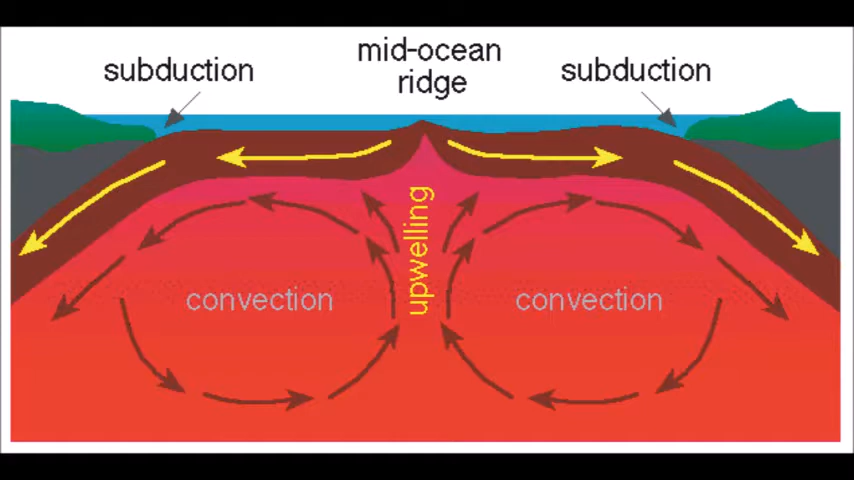 subduction
mid-ocean
ridge
subduction
upwelling
convection
convection